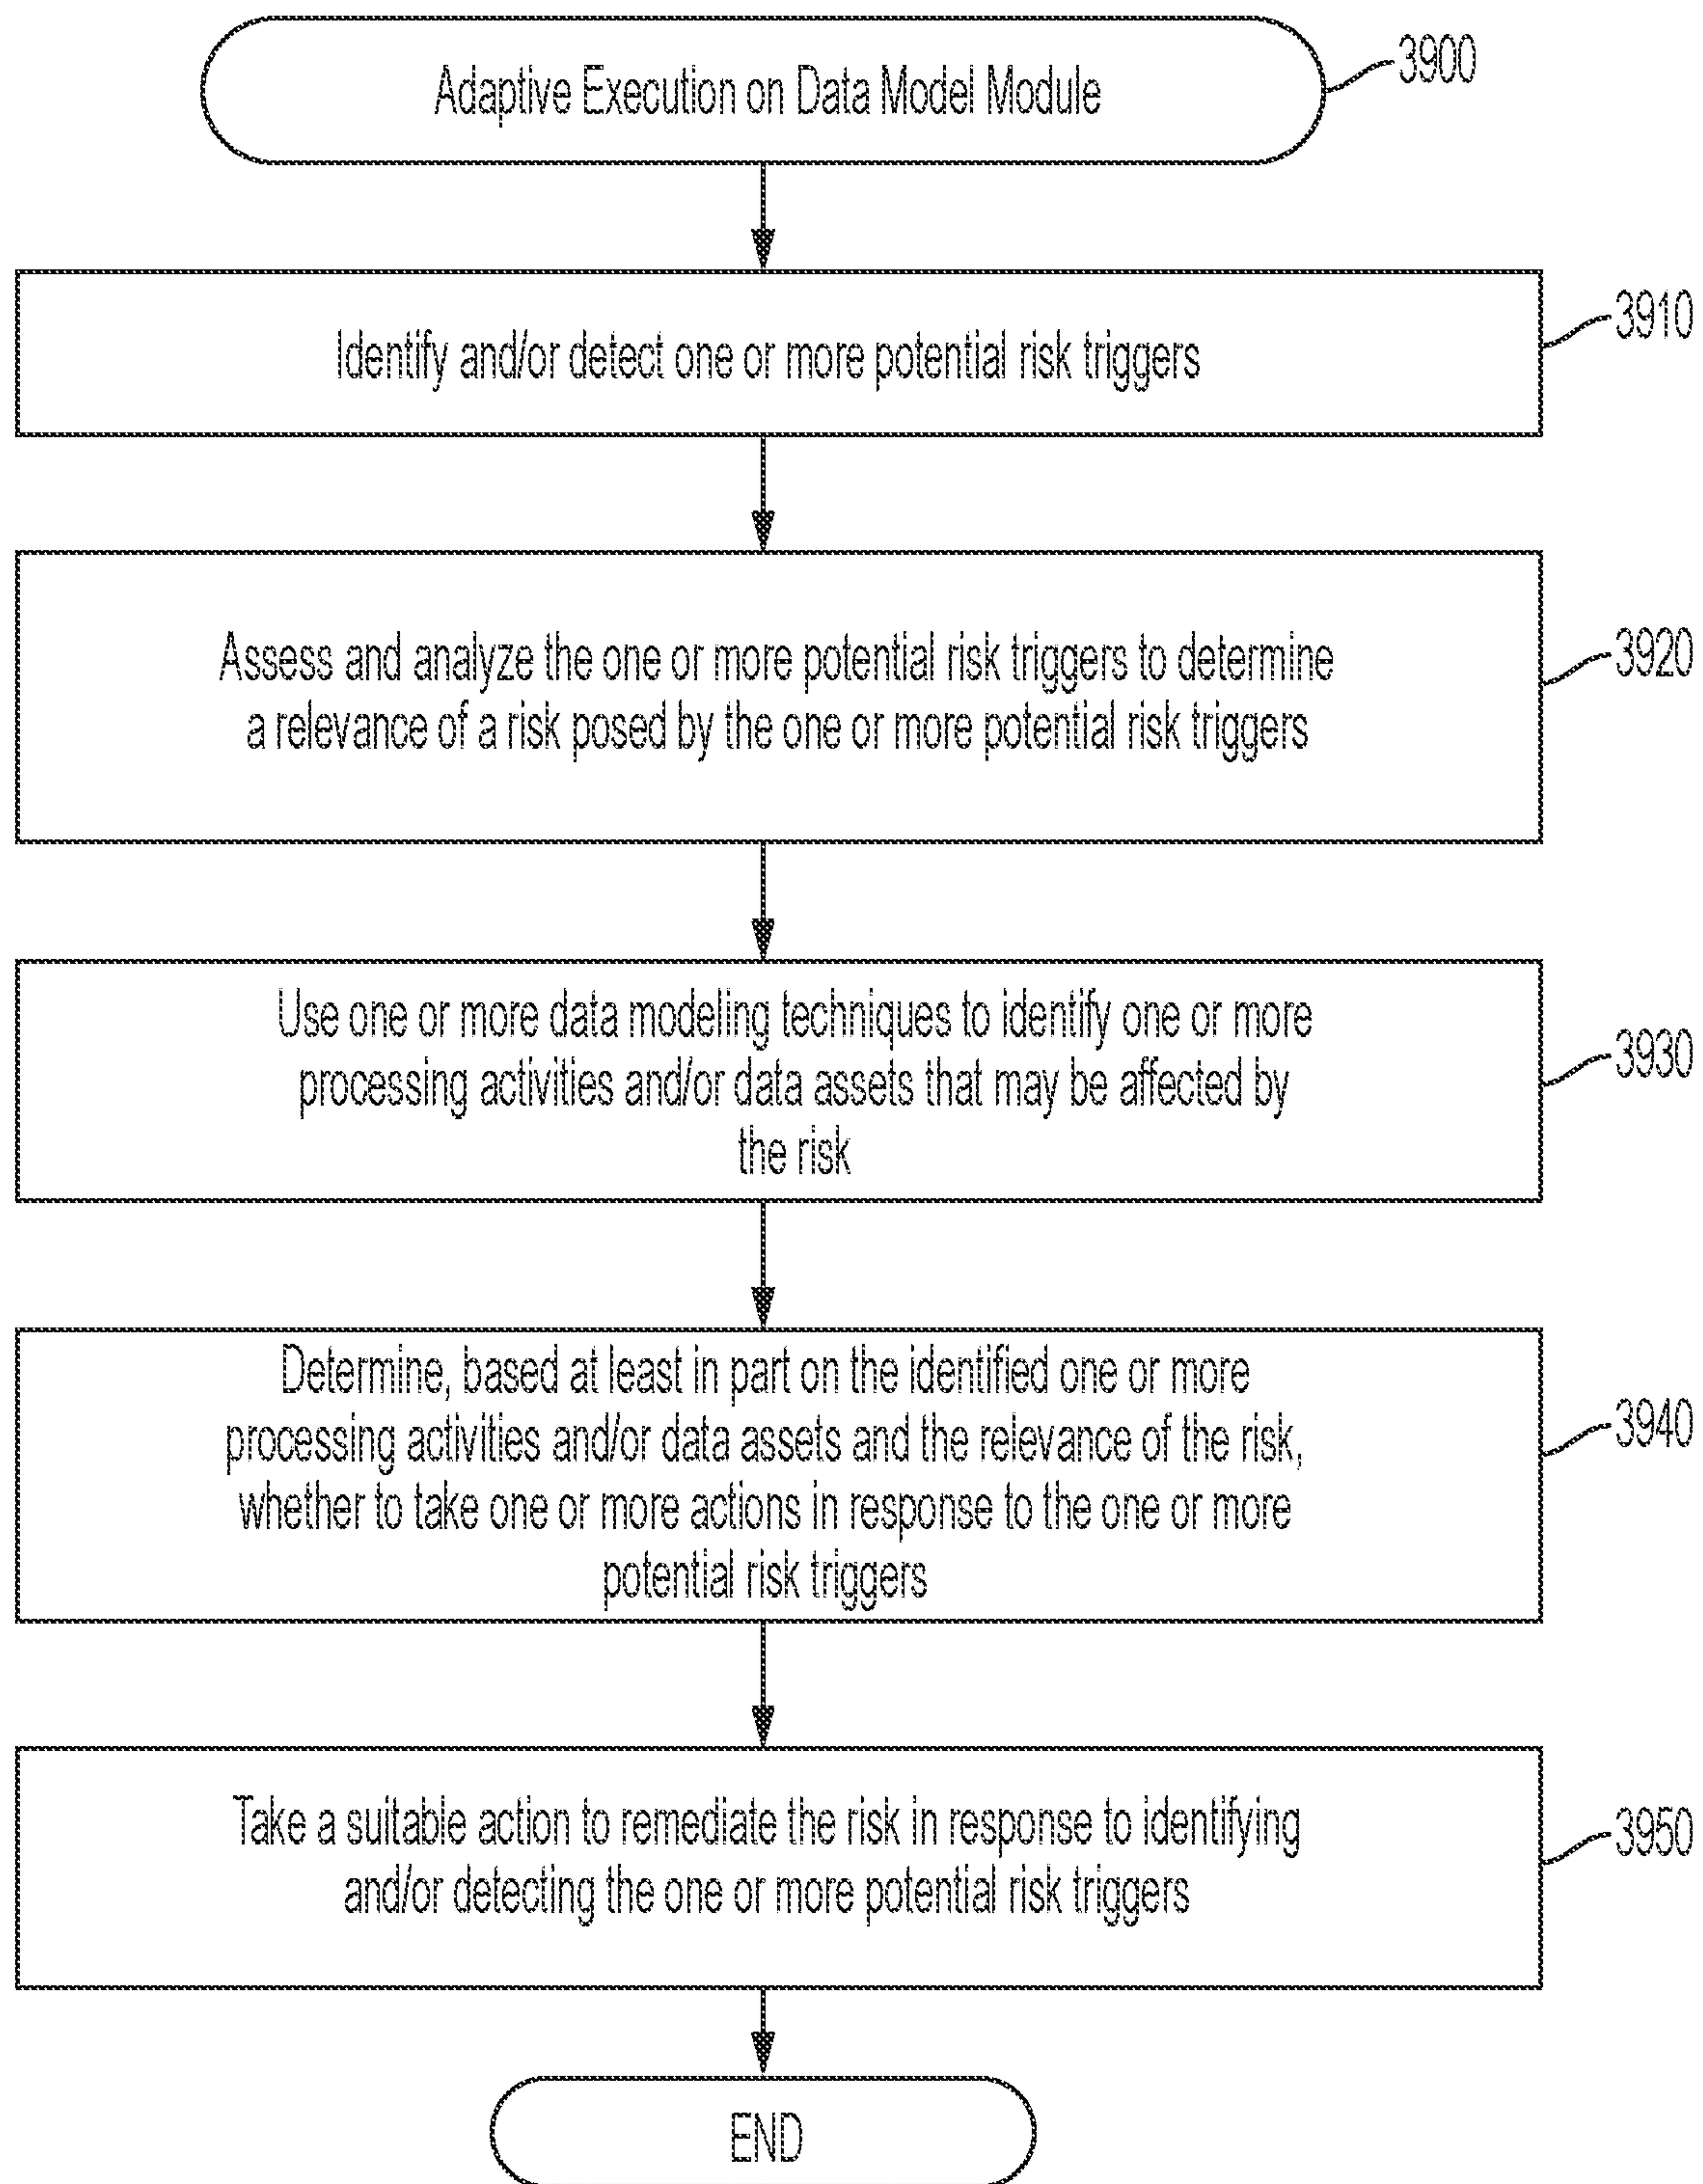 Adaptive Execution on Data Model Module
3900
Identify and/or detect one or more potential risk triggers
3910
Assess and analyze the one or more potential risk triggers to determine
a relevance of a risk posed by the one or more potential risk triggers
3920
Use one or more data modeling techniques to identify one or more
processing activities and/or data assets that may be affected by
the risk
3930
Determine, based at least in part on the identified one or more
processing activities and/or data assets and the relevance of the risk,
whether to take one or more actions in response to the one or more
potential risk triggers
3940
Take a suitable action to remediate the risk in response to identifying
and/or detecting the one or more potential risk triggers
3950
END